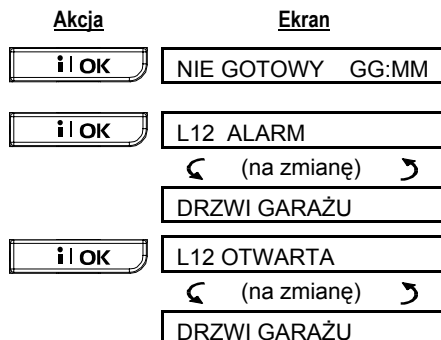 Akcja Ekran
i OK NIE GOTOWY GG:MM
i OK L12 ALARM
(na zmianę)
DRZWI GARAŻU
i OK L12 OTWARTA
(na zmianę)
DRZWI GARAŻU